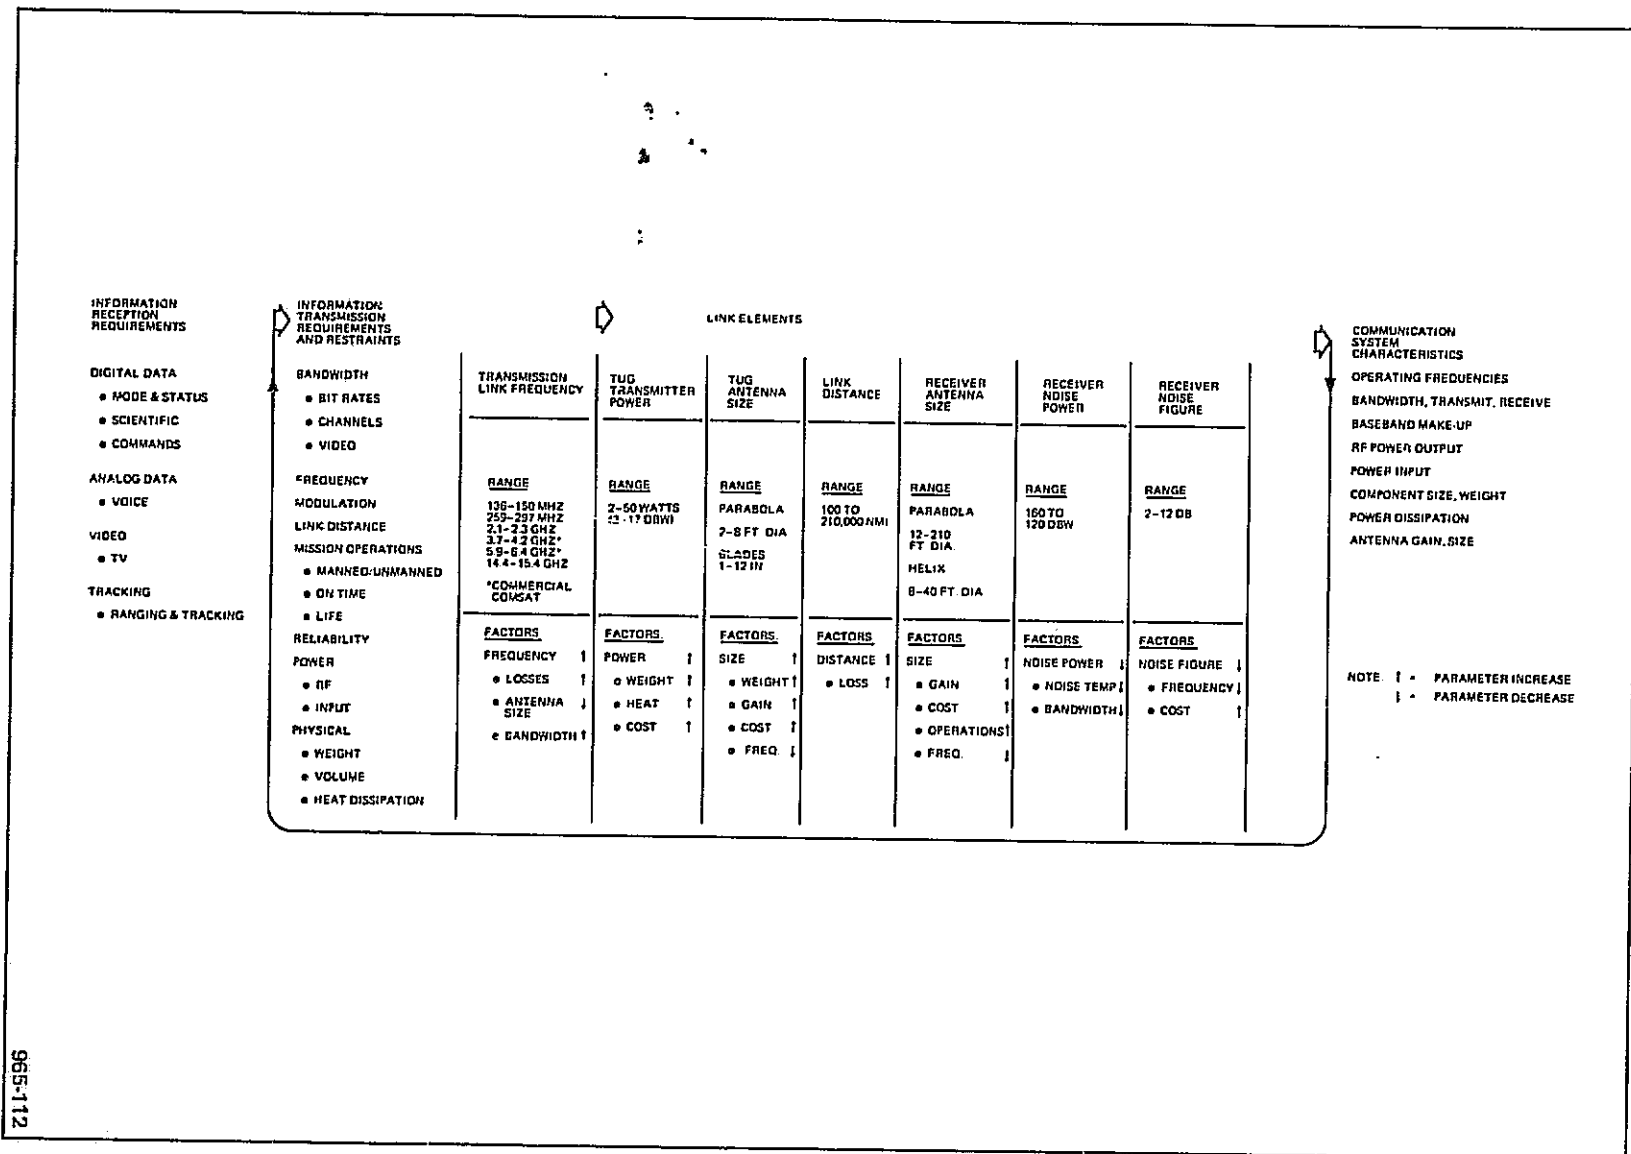 INFORMATION
RECEPTION
REQUIREMENTS
DIGITAL DATA
● MODE & STATUS
● SCIENTIFIC
● COMMANDS
ANALOG DATA
● VOICE
VIDEO
● TV
TRACKING
● RANGING & TRACKING
INFORMATION
TRANSMISSION
REQUIREMENTS
AND RESTRAINTS
BANDWIDTH
● BIT RATES
● CHANNELS
● VIDEO
FREQUENCY
MODULATION
LINK DISTANCE
MISSION OPERATIONS
● MANNED/UNMANNED
● ON TIME
● LIFE
RELIABILITY
POWER
● RF
● INPUT
PHYSICAL
● WEIGHT
● VOLUME
● HEAT DISSIPATION
LINK ELEMENTS
TRANSMISSION
LINK FREQUENCY
RANGE
136-150 MHZ
259-297 MHZ
2.1-2.3 GHZ
3.7-4.2 GHZ*
5.9-6.4 GHZ*
14.4-15.4 GHZ
*COMMERCIAL
COMSAT
FACTORS
FREQUENCY ↑
● LOSSES ↑
● ANTENNA ↓
SIZE
● BANDWIDTH ↑
TUG
TRANSMITTER
POWER
RANGE
2-50 WATTS
-17 DBW)
FACTORS.
POWER ↑
● WEIGHT ↑
● HEAT ↑
● COST ↑
TUG
ANTENNA
SIZE
RANGE
PARABOLA
2-8 FT DIA
BLADES
1-12 IN
FACTORS.
SIZE ↑
● WEIGHT ↑
● GAIN ↑
● COST ↑
● FREQ. ↓
LINK
DISTANCE
RANGE
100 TO
210,000 NMI
FACTORS
DISTANCE ↑
● LOSS ↑
RECEIVER
ANTENNA
SIZE
RANGE
PARABOLA
12-210
FT DIA.
HELIX
8-40 FT. DIA
FACTORS
SIZE ↑
● GAIN ↑
● COST ↑
● OPERATIONS ↑
● FREQ. ↓
RECEIVER
NOISE
POWER
RANGE
160 TO
120 DBW
FACTORS
NOISE POWER ↓
● NOISE TEMP ↓
● BANDWIDTH ↓
RECEIVER
NOISE
FIGURE
RANGE
2-12 DB
FACTORS
NOISE FIGURE ↓
● FREQUENCY ↓
● COST ↑
COMMUNICATION
SYSTEM
CHARACTERISTICS
OPERATING FREQUENCIES
BANDWIDTH, TRANSMIT, RECEIVE
BASEBAND MAKE-UP
RF POWER OUTPUT
POWER INPUT
COMPONENT SIZE, WEIGHT
POWER DISSIPATION
ANTENNA GAIN, SIZE
NOTE: ↑ = PARAMETER INCREASE
↓ = PARAMETER DECREASE
965-112